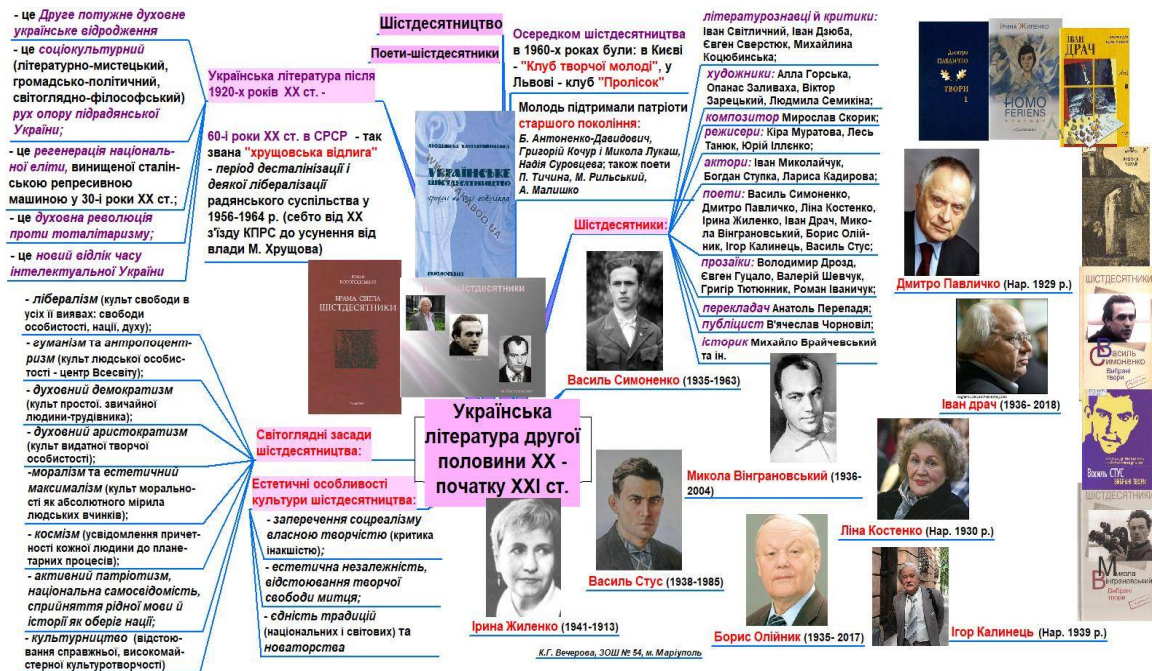 - це Друге потужне духовне
українське відродження
- це соціокультурний
(літературно-мистецький,
громадсько-політичний,
світоглядно-філософський)
рух опору підрадянської
України;
- це регенерація національ-
ної еліти, винищеної сталін-
ською репресивною
машиною у 30-і роки ХХ ст.;
- це духовна революція
проти тоталітаризму;
- це новий відлік часу
інтелектуальної України
Шістдесятництво
Поети-шістдесятники
Українська література після
1920-х років ХХ ст. -
60-і роки ХХ ст. в СРСР - так
звана "хрущовська відлига"
- період десталінізації і
деякої лібералізації
радянського суспільства у
1956-1964 р. (себто від ХХ
з'їзду КПРС до усунення від
влади М. Хрущова)
Осередком шістдесятництва
в 1960-х роках були: в Києві
- "Клуб творчої молоді", у
Львові - клуб "Пролісок"
Молодь підтримали патріоти
старшого покоління:
Б. Антоненко-Давидович,
Григорій Кочур і Микола Лукаш,
Надія Суровцева; також поети
П. Тичина, М. Рильський,
А. Малишко
Шістдесятники:
літературознавці й критики:
Іван Світличний, Іван Дзюба,
Євген Сверстюк, Михайлина
Коцюбинська;
художники: Алла Горська,
Опанас Заливаха, Віктор
Зарецький, Людмила Семикіна;
композитор Мирослав Скорик;
режисери: Кіра Муратова, Лесь
Танюк, Юрій Іллєнко;
актори: Іван Миколайчук,
Богдан Ступка, Лариса Кадирова;
поети: Василь Симоненко,
Дмитро Павличко, Ліна Костенко,
Ірина Жиленко, Іван Драч, Мико-
ла Вінграновський, Борис Олій-
ник, Ігор Калинець, Василь Стус;
прозаїки: Володимир Дрозд,
Євген Гуцало, Валерій Шевчук,
Григір Тютюнник, Роман Іваничук;
перекладач Анатоль Перепадя;
публіцист В'ячеслав Чорновіл;
історик Михайло Брайчевський
та ін.
УКРАЇНСЬКЕ
ШІСТДЕСЯТНИЦТВО
БРАМА СВІТЛА
ШІСТДЕСЯТНИКИ
шістдесятники
Дмитро
ПАВЛИЧКО
ТВОРИ
1
ІРИНА ЖИЛЕНКО
HOMO
FERIENS
ІВАН
ДРАЧ
Дмитро Павличко (Нар. 1929 р.)
Іван драч (1936- 2018)
Василь Симоненко (1935-1963)
Микола Вінграновський (1936-
2004)
Ліна Костенко (Нар. 1930 р.)
Василь Стус (1938-1985)
Ірина Жиленко (1941-1913)
Борис Олійник (1935- 2017)
Ігор Калинець (Нар. 1939 р.)
ШІСТДЕСЯТНИКИ
ВАСИЛЬ
СИМОНЕНКО
Вибрані
твори
ВАСИЛЬ СТУС
ВИБРАНІ ТВОРИ
ШІСТДЕСЯТНИКИ
МИКОЛА
ВІНГРАНОВСЬКИЙ
Вибрані
твори
Українська
література другої
половини ХХ -
початку ХХІ ст.
Світоглядні засади
шістдесятництва:
- лібералізм (культ свободи в
усіх її виявах: свободи
особистості, нації, духу);
- гуманізм та антропоцент-
ризм (культ людської особис-
тості - центр Всесвіту);
- духовний демократизм
(культ простої. звичайної
людини-трудівника);
- духовний аристократизм
(культ видатної творчої
особистості);
-моралізм та естетичний
максималізм (культ моральнос-
ті як абсолютного мірила
людських вчинків);
- космізм (усвідомлення причет-
ності кожної людини до плане-
тарних процесів);
- активний патріотизм,
національна самосвідомість,
сприйняття рідної мови й
історії як оберіг нації;
- культурництво (відстою-
вання справжньої, високомай-
стерної культуротворчості)
Естетичні особливості
культури шістдесятництва:
- заперечення соцреалізму
власною творчістю (критика
інакшістю);
- естетична незалежність,
відстоювання творчої
свободи митця;
- єдність традицій
(національних і світових) та
новаторства
К.Г. Вечерова, ЗОШ № 54, м. Маріуполь